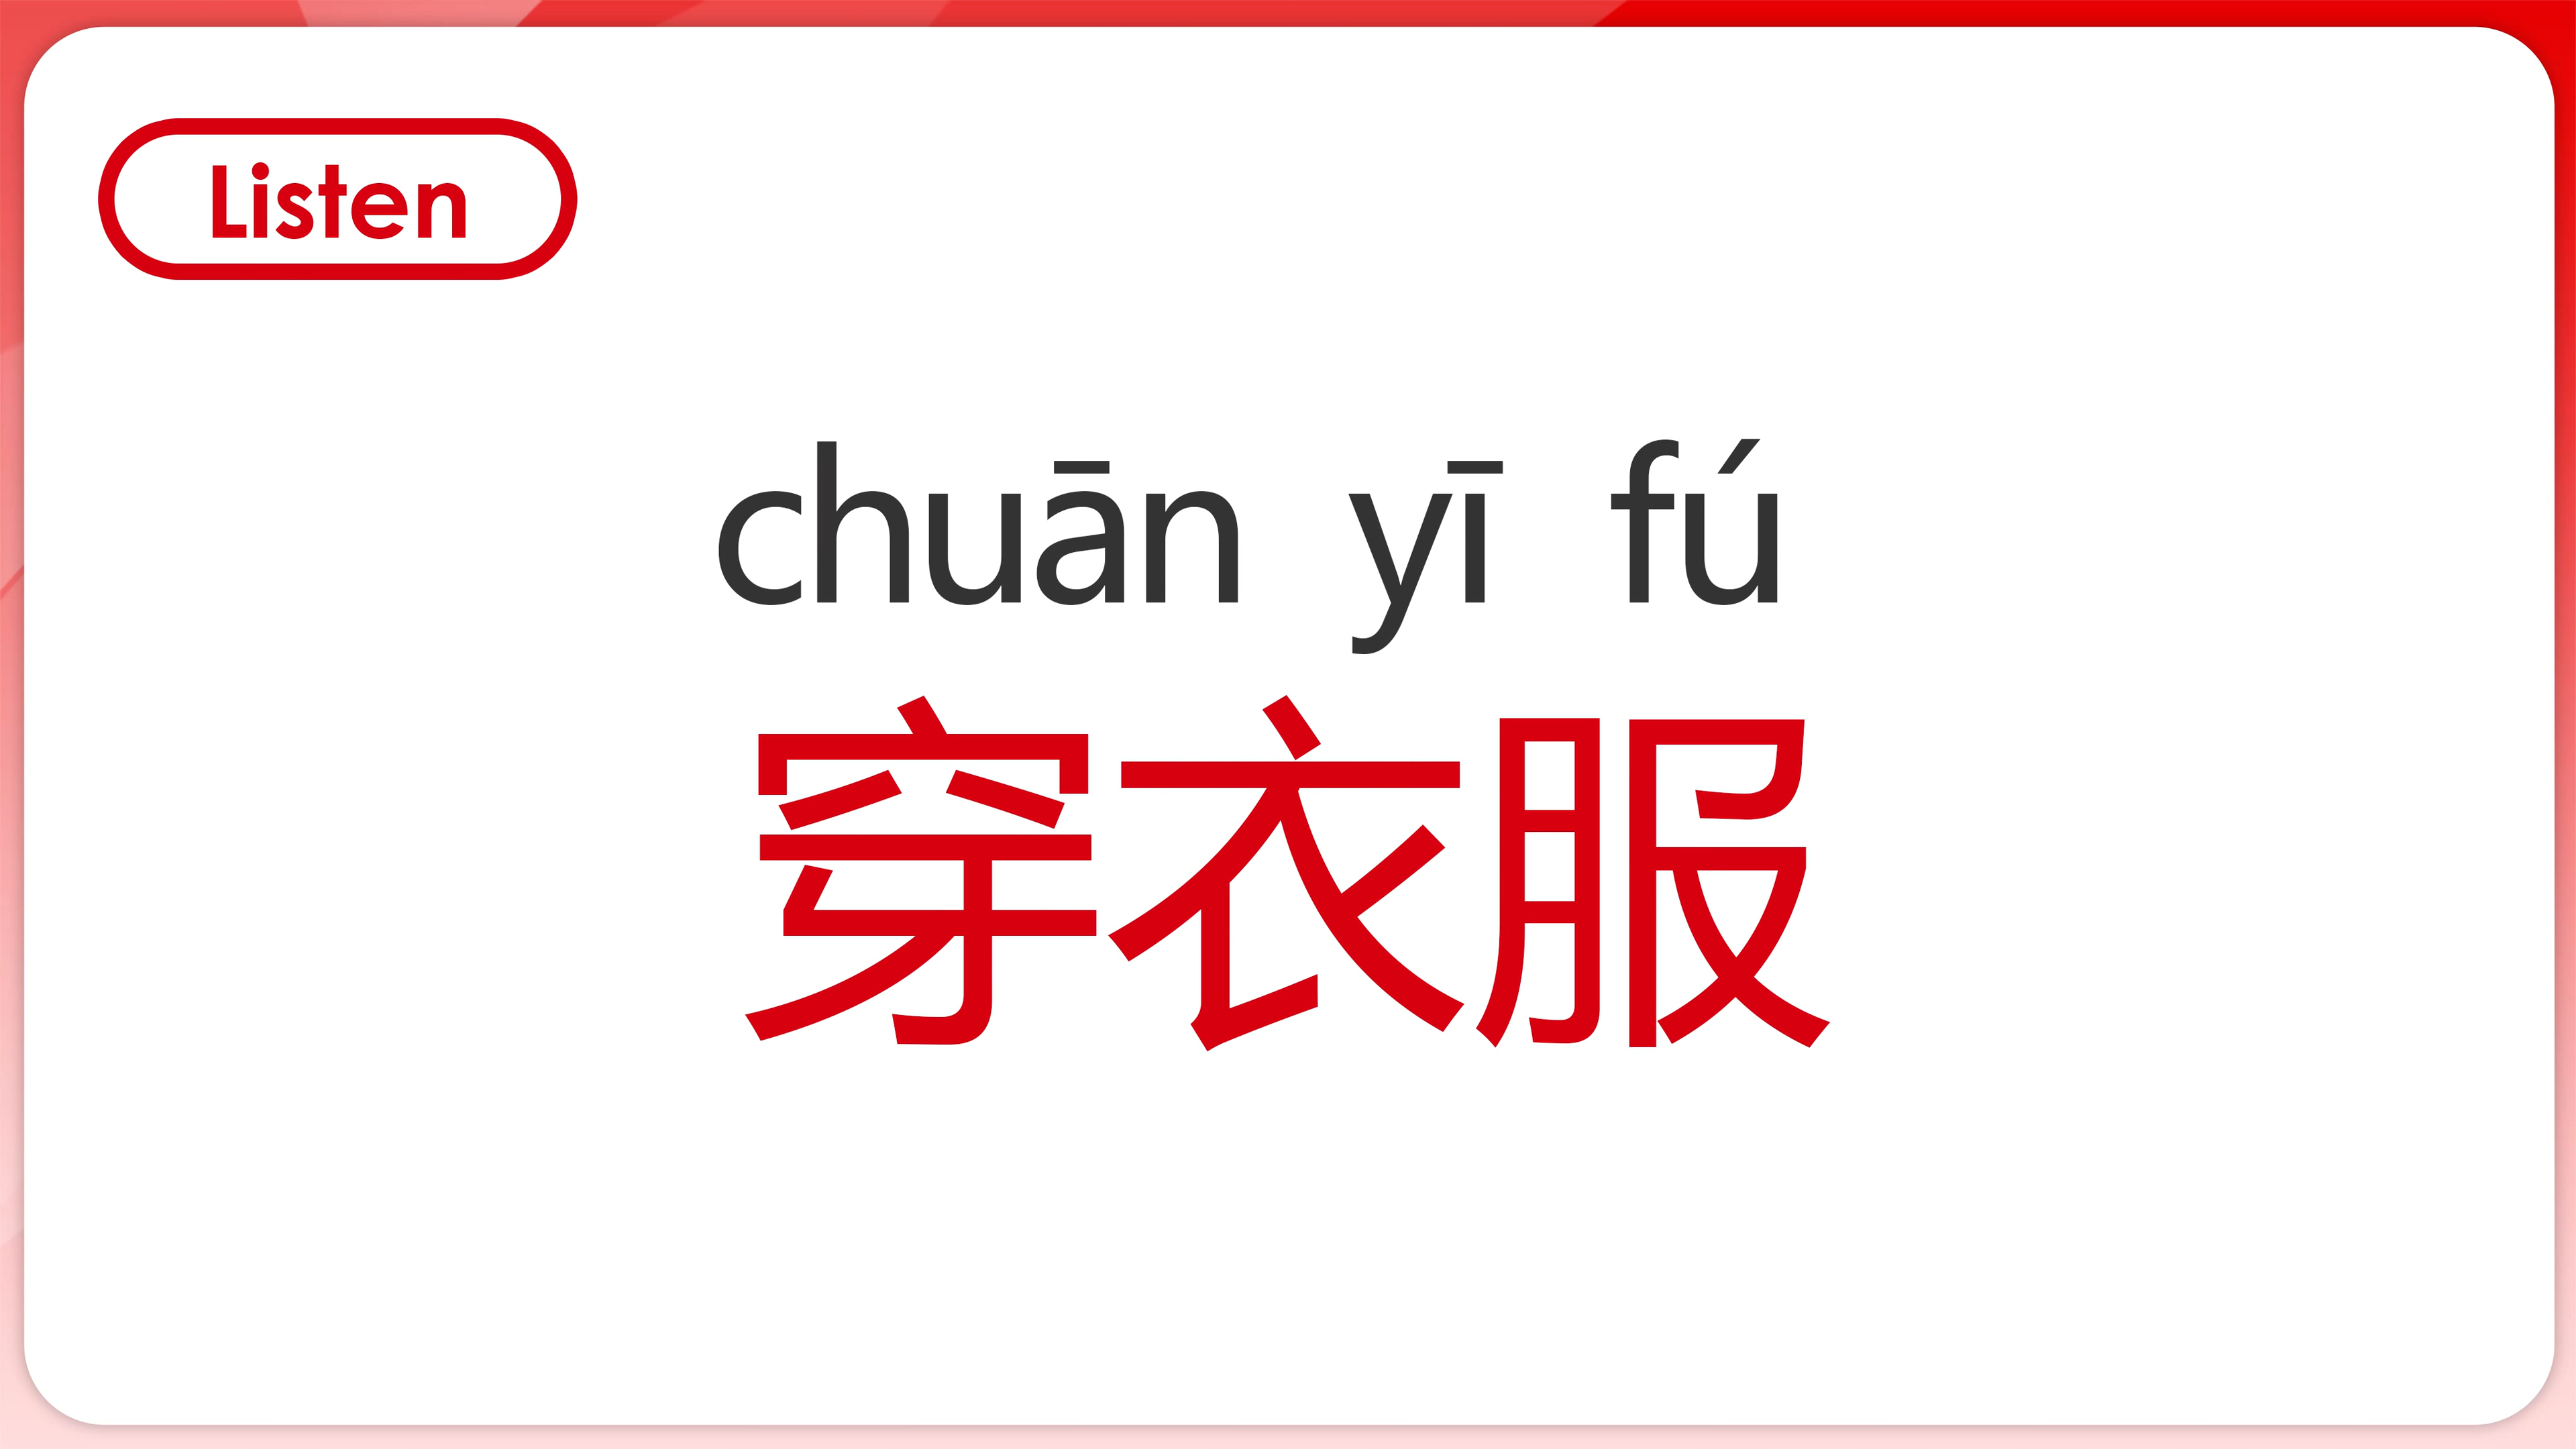 Listen
chuān yī fú
穿衣服